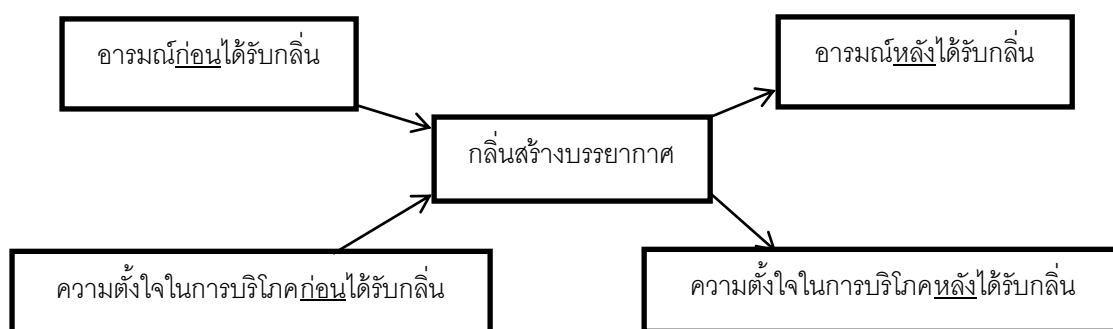 อารมณ์ก่อนได้รับกลิ่น
อารมณ์หลังได้รับกลิ่น
กลิ่นสร้างบรรยากาศ
ความตั้งใจในการบริโภคก่อนได้รับกลิ่น
ความตั้งใจในการบริโภคหลังได้รับกลิ่น